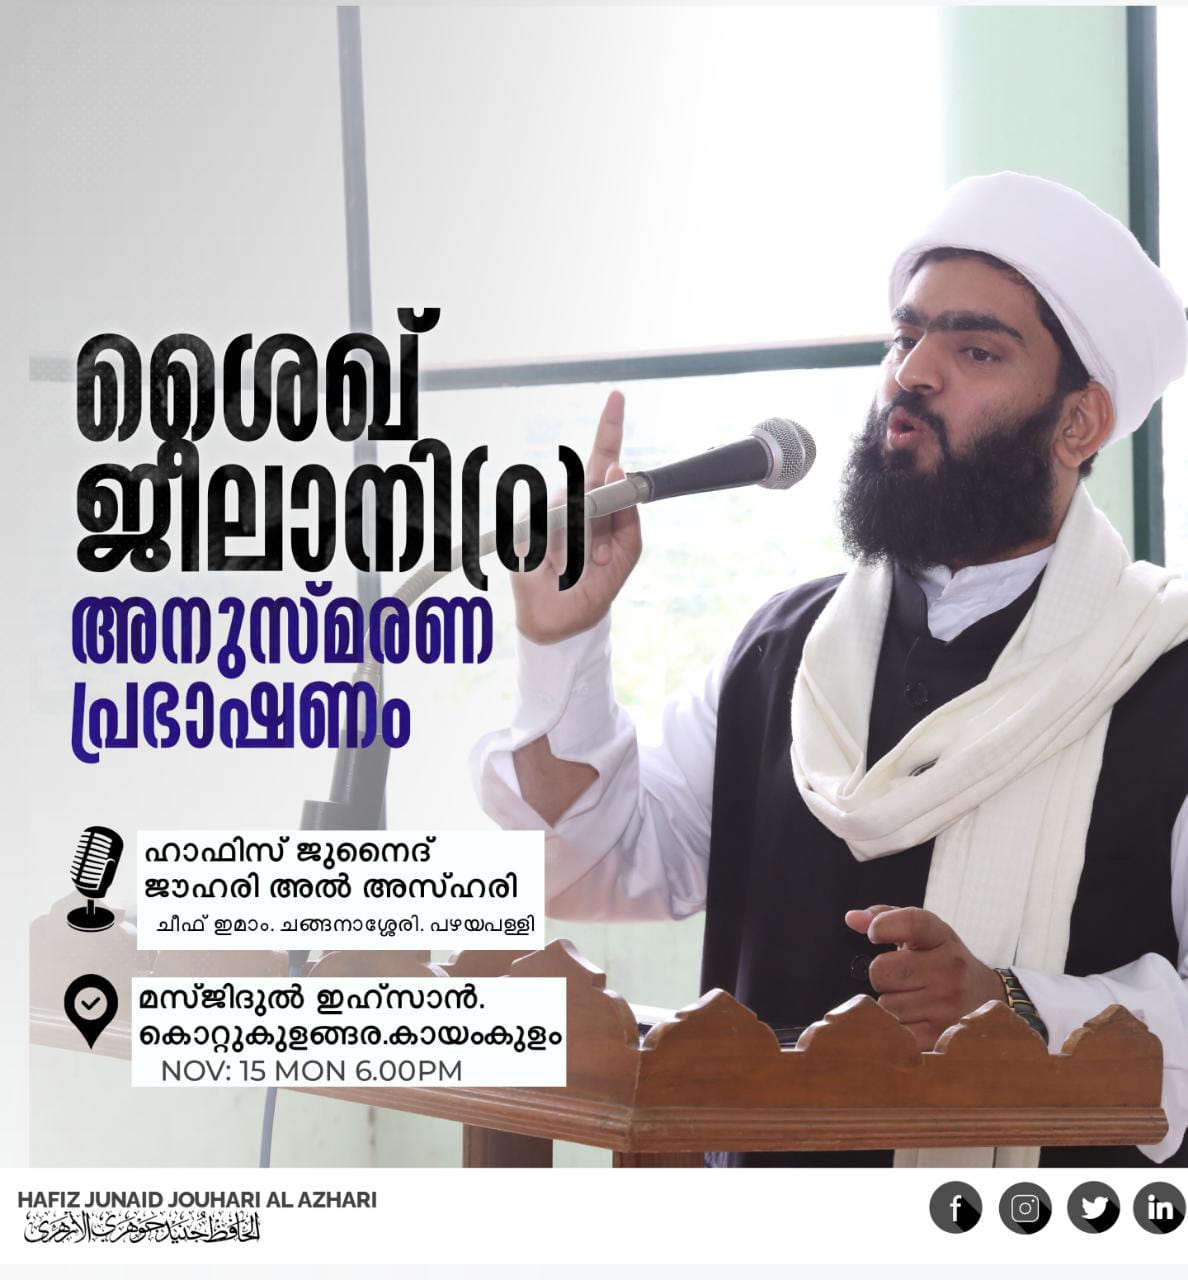 ശൈഖ്
ജീലാനി(റ)
അനുസ്മരണ
പ്രഭാഷണം
ഹാഫിസ് ജുനൈദ്
ജൗഹരി അൽ അസ്ഹരി
ചീഫ് ഇമാം. ചങ്ങനാശ്ശേരി. പഴയപള്ളി
മസ്ജിദുൽ ഇഹ്സാൻ.
കൊറ്റുകുളങ്ങര.കായംകുളം
NOV: 15 MON 6.00PM
HAFIZ JUNAID JOUHARI AL AZHARI
الحافظ جنيد جوهري الازهري